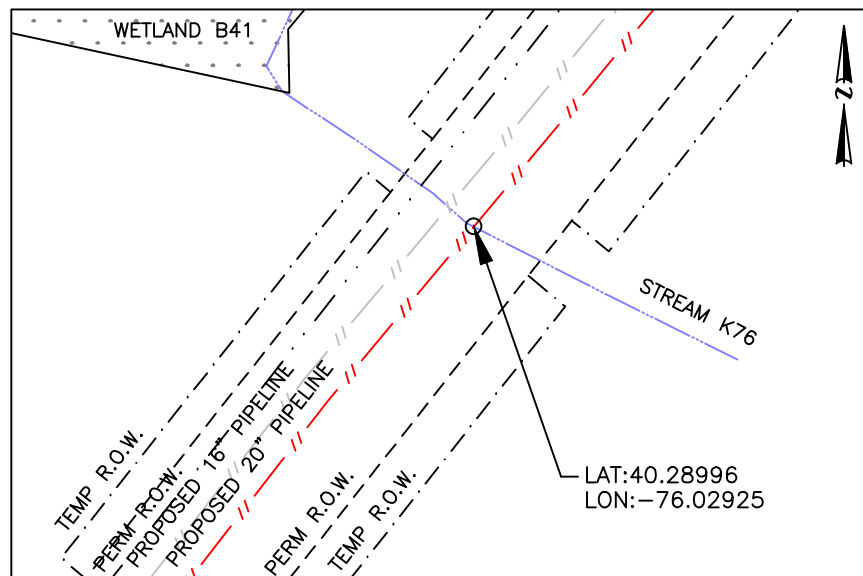 WETLAND B41
N
STREAM K76
LAT:40.28996
LON:-76.02925
TEMP R.O.W.
PERM R.O.W.
PROPOSED 16" PIPELINE
PROPOSED 20" PIPELINE
PERM R.O.W.
TEMP R.O.W.